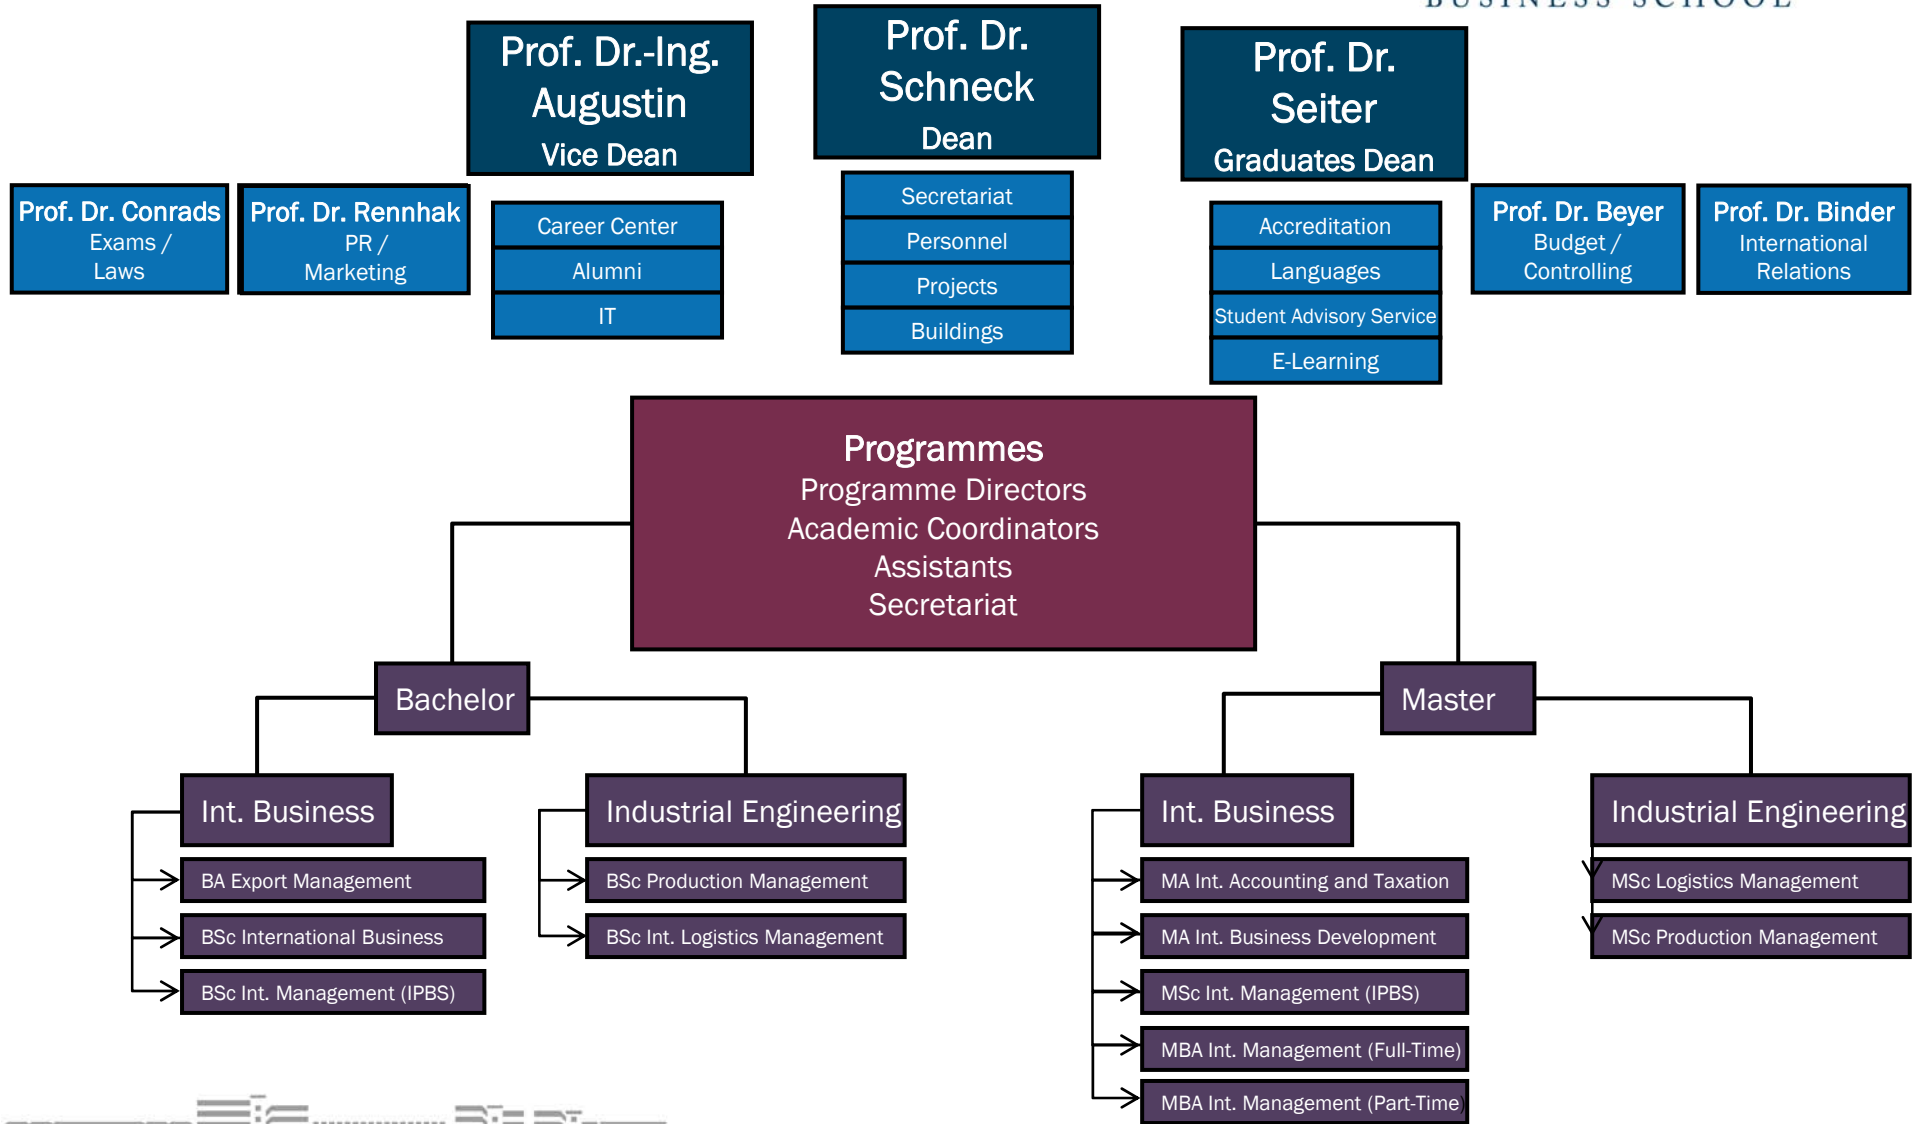 BUSINESS SCHOOL
Prof. Dr.-Ing.
Augustin
Vice Dean
Prof. Dr.
Schneck
Dean
Prof. Dr.
Seiter
Graduates Dean
Prof. Dr. Conrads
Exams /
Laws
Prof. Dr. Rennhak
PR /
Marketing
Career Center
Alumni
IT
Secretariat
Personnel
Projects
Buildings
Accreditation
Languages
Student Advisory Service
E-Learning
Prof. Dr. Beyer
Budget /
Controlling
Prof. Dr. Binder
International
Relations
Programmes
Programme Directors
Academic Coordinators
Assistants
Secretariat
Bachelor
Master
Int. Business
BA Export Management
BSc International Business
BSc Int. Management (IPBS)
Industrial Engineering
BSc Production Management
BSc Int. Logistics Management
Int. Business
MA Int. Accounting and Taxation
MA Int. Business Development
MSc Int. Management (IPBS)
MBA Int. Management (Full-Time)
MBA Int. Management (Part-Time)
Industrial Engineering
MSc Logistics Management
MSc Production Management